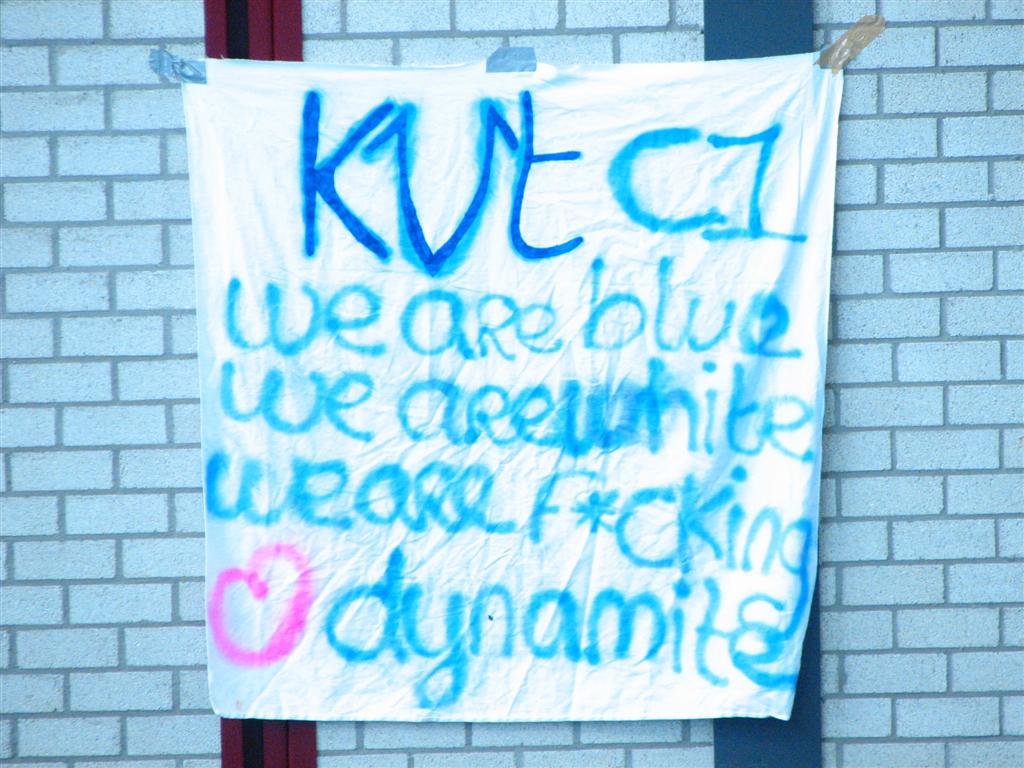 KVt C1
we are blue
we are white
we are F*cking
dynamite